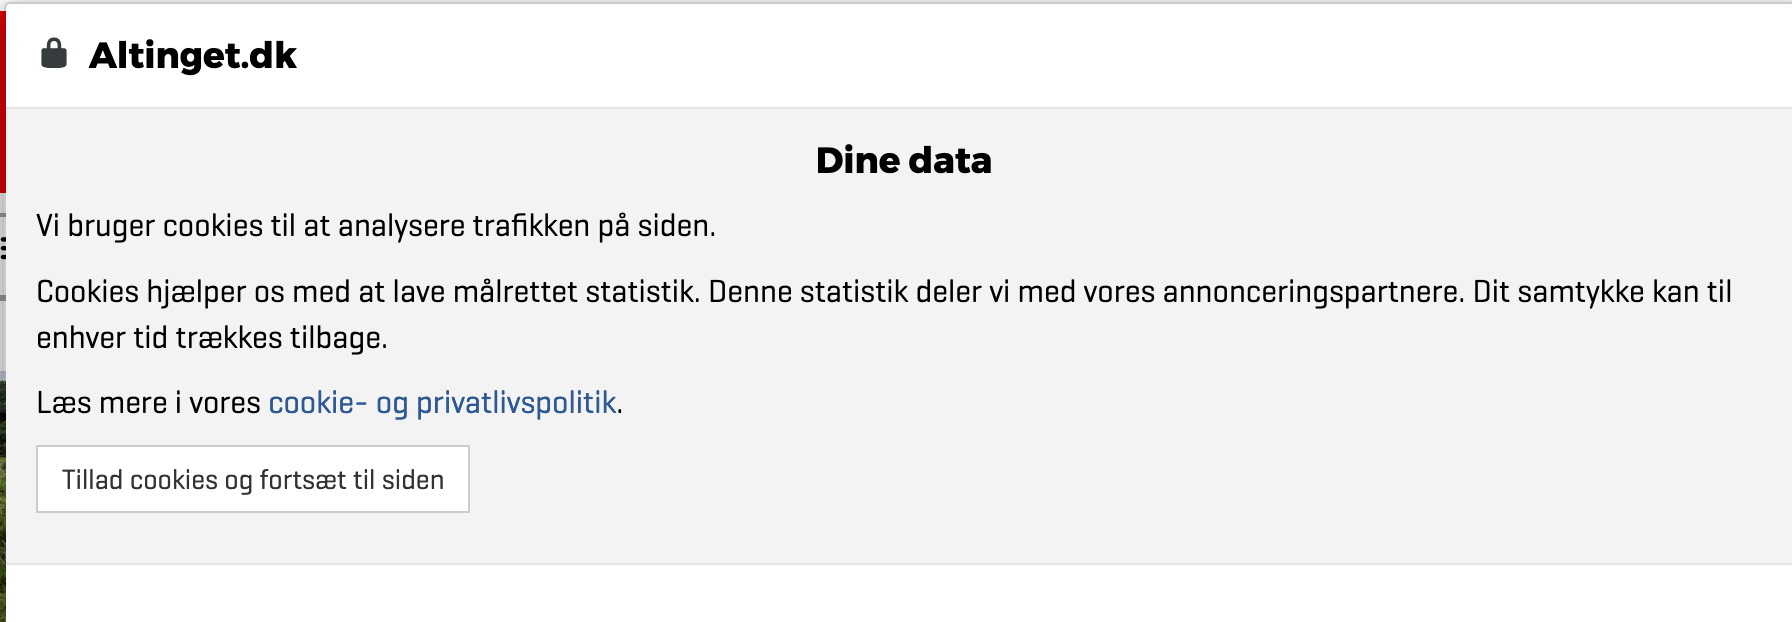 Altinget.dk
Dine data
Vi bruger cookies til at analysere trafikken på siden.
Cookies hjælper os med at lave målrettet statistik. Denne statistik deler vi med vores annonceringspartnere. Dit samtykke kan til
enhver tid trækkes tilbage.
Læs mere i vores cookie- og privatlivspolitik.
Tillad cookies og fortsæt til siden